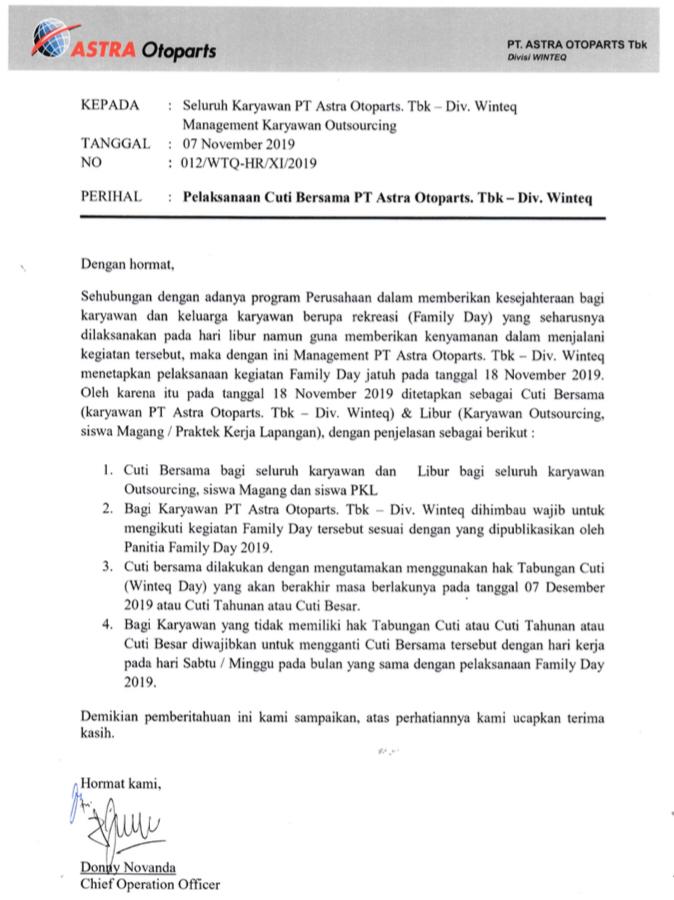 ASTRA Otoparts
PT. ASTRA OTOPARTS Tbk
Divisi WINTEQ
KEPADA : Seluruh Karyawan PT Astra Otoparts. Tbk – Div. Winteq
Management Karyawan Outsourcing
TANGGAL : 07 November 2019
NO : 012/WTQ-HR/XI/2019
PERIHAL : Pelaksanaan Cuti Bersama PT Astra Otoparts. Tbk – Div. Winteq
Dengan hormat,
Sehubungan dengan adanya program Perusahaan dalam memberikan kesejahteraan bagi
karyawan dan keluarga karyawan berupa rekreasi (Family Day) yang seharusnya
dilaksanakan pada hari libur namun guna memberikan kenyamanan dalam menjalani
kegiatan tersebut, maka dengan ini Management PT Astra Otoparts. Tbk – Div. Winteq
menetapkan pelaksanaan kegiatan Family Day jatuh pada tanggal 18 November 2019.
Oleh karena itu pada tanggal 18 November 2019 ditetapkan sebagai Cuti Bersama
(karyawan PT Astra Otoparts. Tbk – Div. Winteq) & Libur (Karyawan Outsourcing,
siswa Magang / Praktek Kerja Lapangan), dengan penjelasan sebagai berikut :
1. Cuti Bersama bagi seluruh karyawan dan Libur bagi seluruh karyawan
Outsourcing, siswa Magang dan siswa PKL
2. Bagi Karyawan PT Astra Otoparts. Tbk – Div. Winteq dihimbau wajib untuk
mengikuti kegiatan Family Day tersebut sesuai dengan yang dipublikasikan oleh
Panitia Family Day 2019.
3. Cuti bersama dilakukan dengan mengutamakan menggunakan hak Tabungan Cuti
(Winteq Day) yang akan berakhir masa berlakunya pada tanggal 07 Desember
2019 atau Cuti Tahunan atau Cuti Besar.
4. Bagi Karyawan yang tidak memiliki hak Tabungan Cuti atau Cuti Tahunan atau
Cuti Besar diwajibkan untuk mengganti Cuti Bersama tersebut dengan hari kerja
pada hari Sabtu / Minggu pada bulan yang sama dengan pelaksanaan Family Day
2019.
Demikian pemberitahuan ini kami sampaikan, atas perhatiannya kami ucapkan terima
kasih.
Hormat kami,
Donny Novanda
Chief Operation Officer